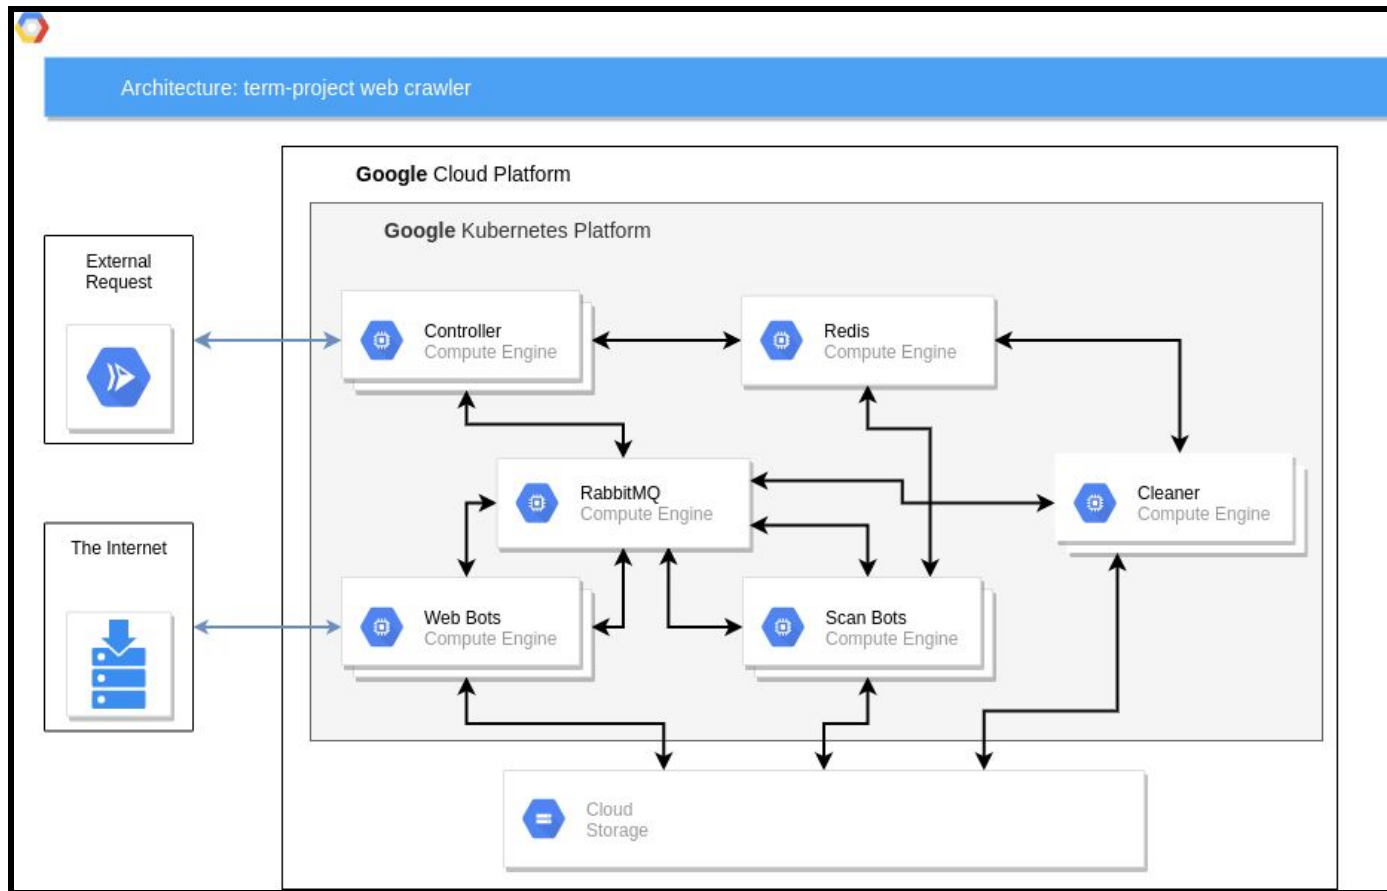 Architecture: term-project web crawler
Google Cloud Platform
Google Kubernetes Platform
External
Request
Controller
Compute Engine
Redis
Compute Engine
RabbitMQ
Compute Engine
Cleaner
Compute Engine
The Internet
Web Bots
Compute Engine
Scan Bots
Compute Engine
Cloud
Storage